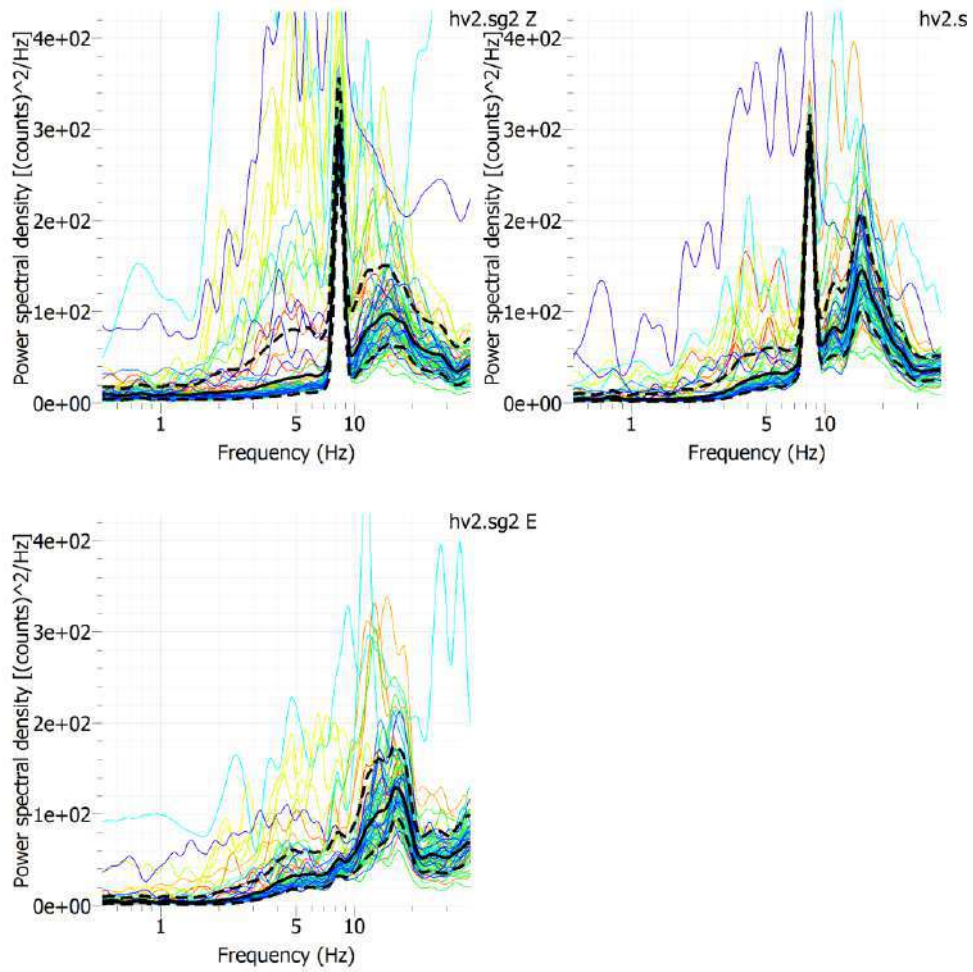 hv2.sg2 Z
Power spectral density [(counts)^2/Hz]
4e+02
3e+02
2e+02
1e+02
0e+00
1
5
10
Frequency (Hz)
hv2.s
Power spectral density [(counts)^2/Hz]
4e+02
3e+02
2e+02
1e+02
0e+00
1
5
10
Frequency (Hz)
hv2.sg2 E
Power spectral density [(counts)^2/Hz]
4e+02
3e+02
2e+02
1e+02
0e+00
1
5
10
Frequency (Hz)